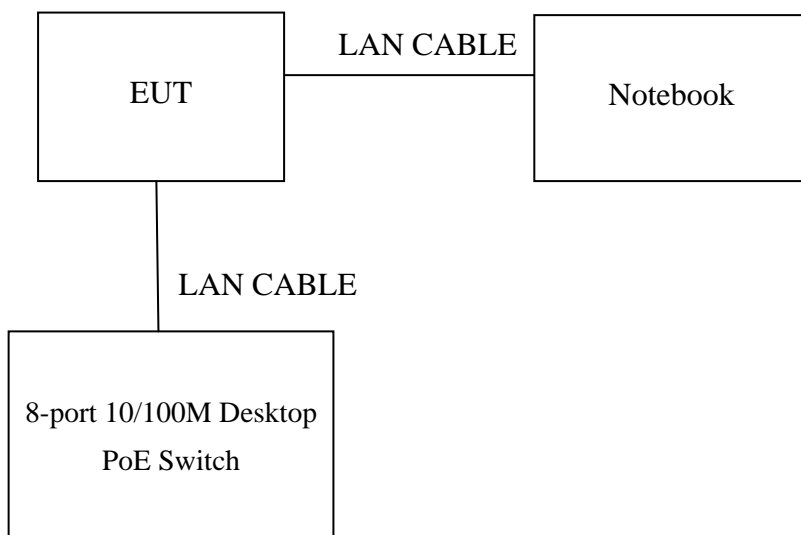 LAN CABLE
EUT
Notebook
LAN CABLE
8-port 10/100M Desktop
PoE Switch